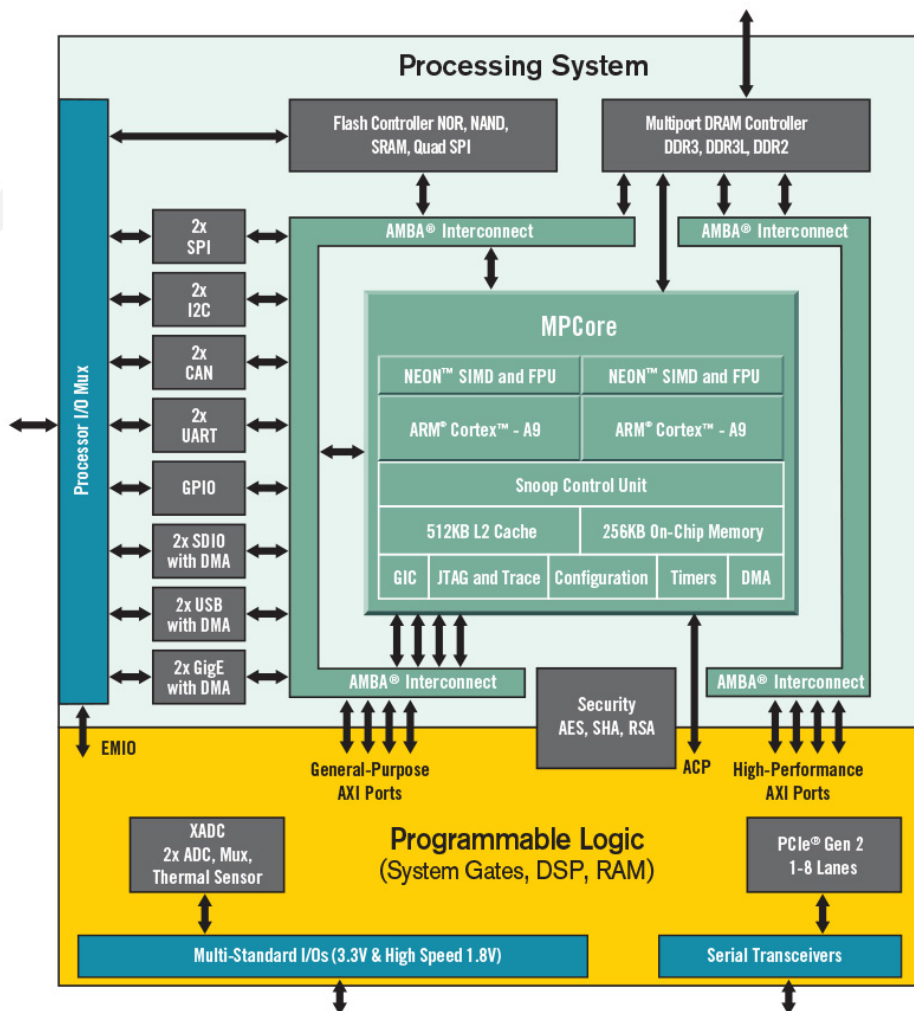 Processing System
Flash Controller NOR, NAND,
SRAM, Quad SPI
Multiport DRAM Controller
DDR3, DDR3L, DDR2
Processor I/O Mux
2x
SPI
2x
I2C
2x
CAN
2x
UART
GPIO
2x SDIO
with DMA
2x USB
with DMA
2x GigE
with DMA
AMBA® Interconnect
AMBA® Interconnect
MPCore
NEON™ SIMD and FPU
NEON™ SIMD and FPU
ARM® Cortex™ - A9
ARM® Cortex™ - A9
Snoop Control Unit
512KB L2 Cache
256KB On-Chip Memory
GIC
JTAG and Trace
Configuration
Timers
DMA
AMBA® Interconnect
AMBA® Interconnect
Security
AES, SHA, RSA
EMIO
General-Purpose
AXI Ports
ACP
High-Performance
AXI Ports
XADC
2x ADC, Mux,
Thermal Sensor
Programmable Logic
(System Gates, DSP, RAM)
PCIe® Gen 2
1-8 Lanes
Multi-Standard I/Os (3.3V & High Speed 1.8V)
Serial Transceivers